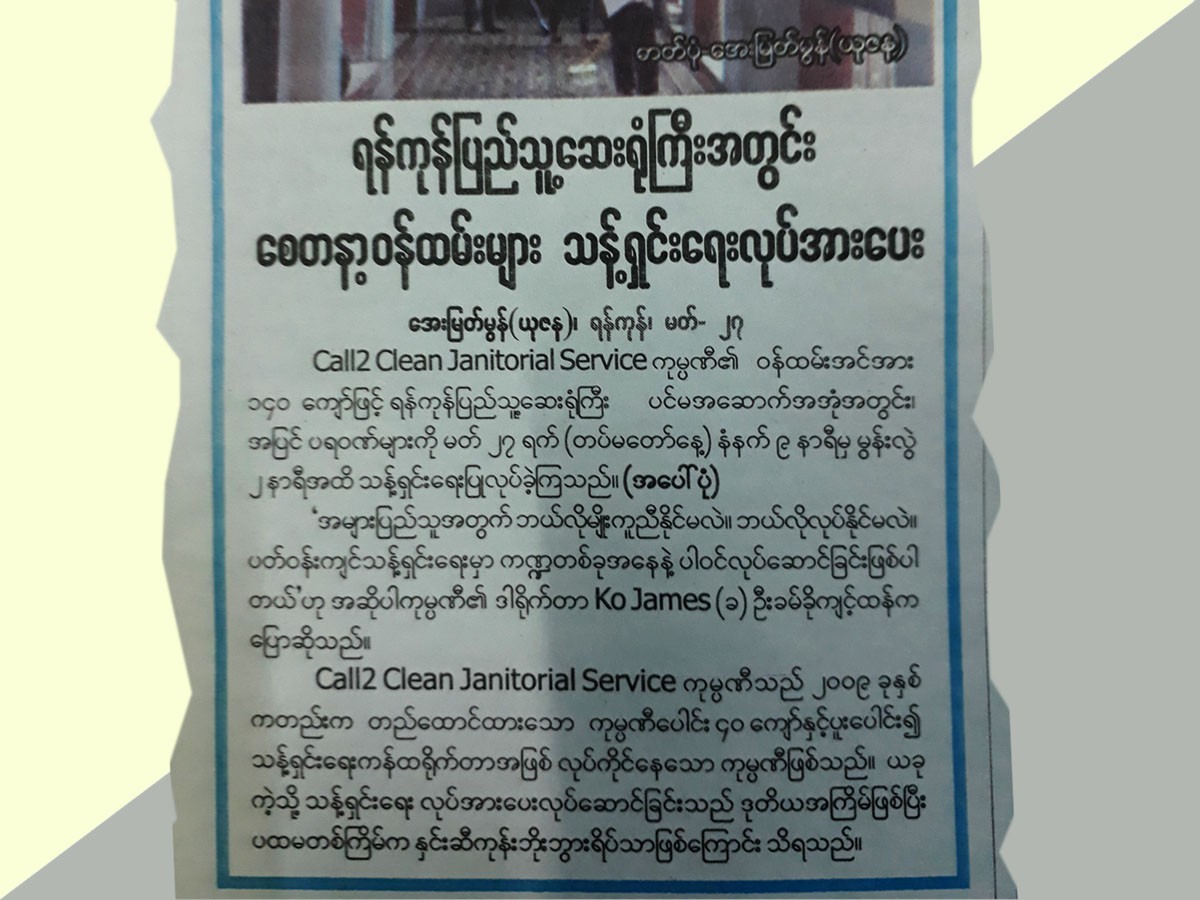 ဓာတ်ပုံ-အေးမြတ်မွန်(ယုဇန)
ရန်ကုန်ပြည်သူ့ဆေးရုံကြီးအတွင်း
စေတနာ့ဝန်ထမ်းများ သန့်ရှင်းရေးလုပ်အားပေး
အေးမြတ်မွန်(ယုဇန)၊ ရန်ကုန်၊ မတ်- ၂၇
Call2 Clean Janitorial Service ကုမ္ပဏီ၏ ဝန်ထမ်းအင်အား
၁၄၀ ကျော်ဖြင့် ရန်ကုန်ပြည်သူ့ဆေးရုံကြီး ပင်မအဆောက်အအုံအတွင်း၊
အပြင် ပရဝဏ်များကို မတ် ၂၇ ရက် (တပ်မတော်နေ့) နံနက် ၉ နာရီမှ မွန်းလွဲ
၂ နာရီအထိ သန့်ရှင်းရေးပြုလုပ်ခဲ့ကြသည်။ (အပေါ်ပုံ)
‘အများပြည်သူအတွက် ဘယ်လိုမျိုးကူညီနိုင်မလဲ။ ဘယ်လိုလုပ်နိုင်မလဲ။
ပတ်ဝန်းကျင်သန့်ရှင်းရေးမှာ ကဏ္ဍတစ်ခုအနေနဲ့ ပါဝင်လုပ်ဆောင်ခြင်းဖြစ်ပါ
တယ်’ဟု အဆိုပါကုမ္ပဏီ၏ ဒါရိုက်တာ Ko James (ခ) ဦးခမ်ခိုကျင့်ထန်က
ပြောဆိုသည်။
Call2 Clean Janitorial Service ကုမ္ပဏီသည် ၂၀၀၉ ခုနှစ်
ကတည်းက တည်ထောင်ထားသော ကုမ္ပဏီပေါင်း ၄၀ ကျော်နှင့်ပူးပေါင်း၍
သန့်ရှင်းရေးကန်ထရိုက်တာအဖြစ် လုပ်ကိုင်နေသော ကုမ္ပဏီဖြစ်သည်။ ယခု
ကဲ့သို့ သန့်ရှင်းရေး လုပ်အားပေးလုပ်ဆောင်ခြင်းသည် ဒုတိယအကြိမ်ဖြစ်ပြီး
ပထမတစ်ကြိမ်က နှင်းဆီကုန်းဘိုးဘွားရိပ်သာဖြစ်ကြောင်း သိရသည်။